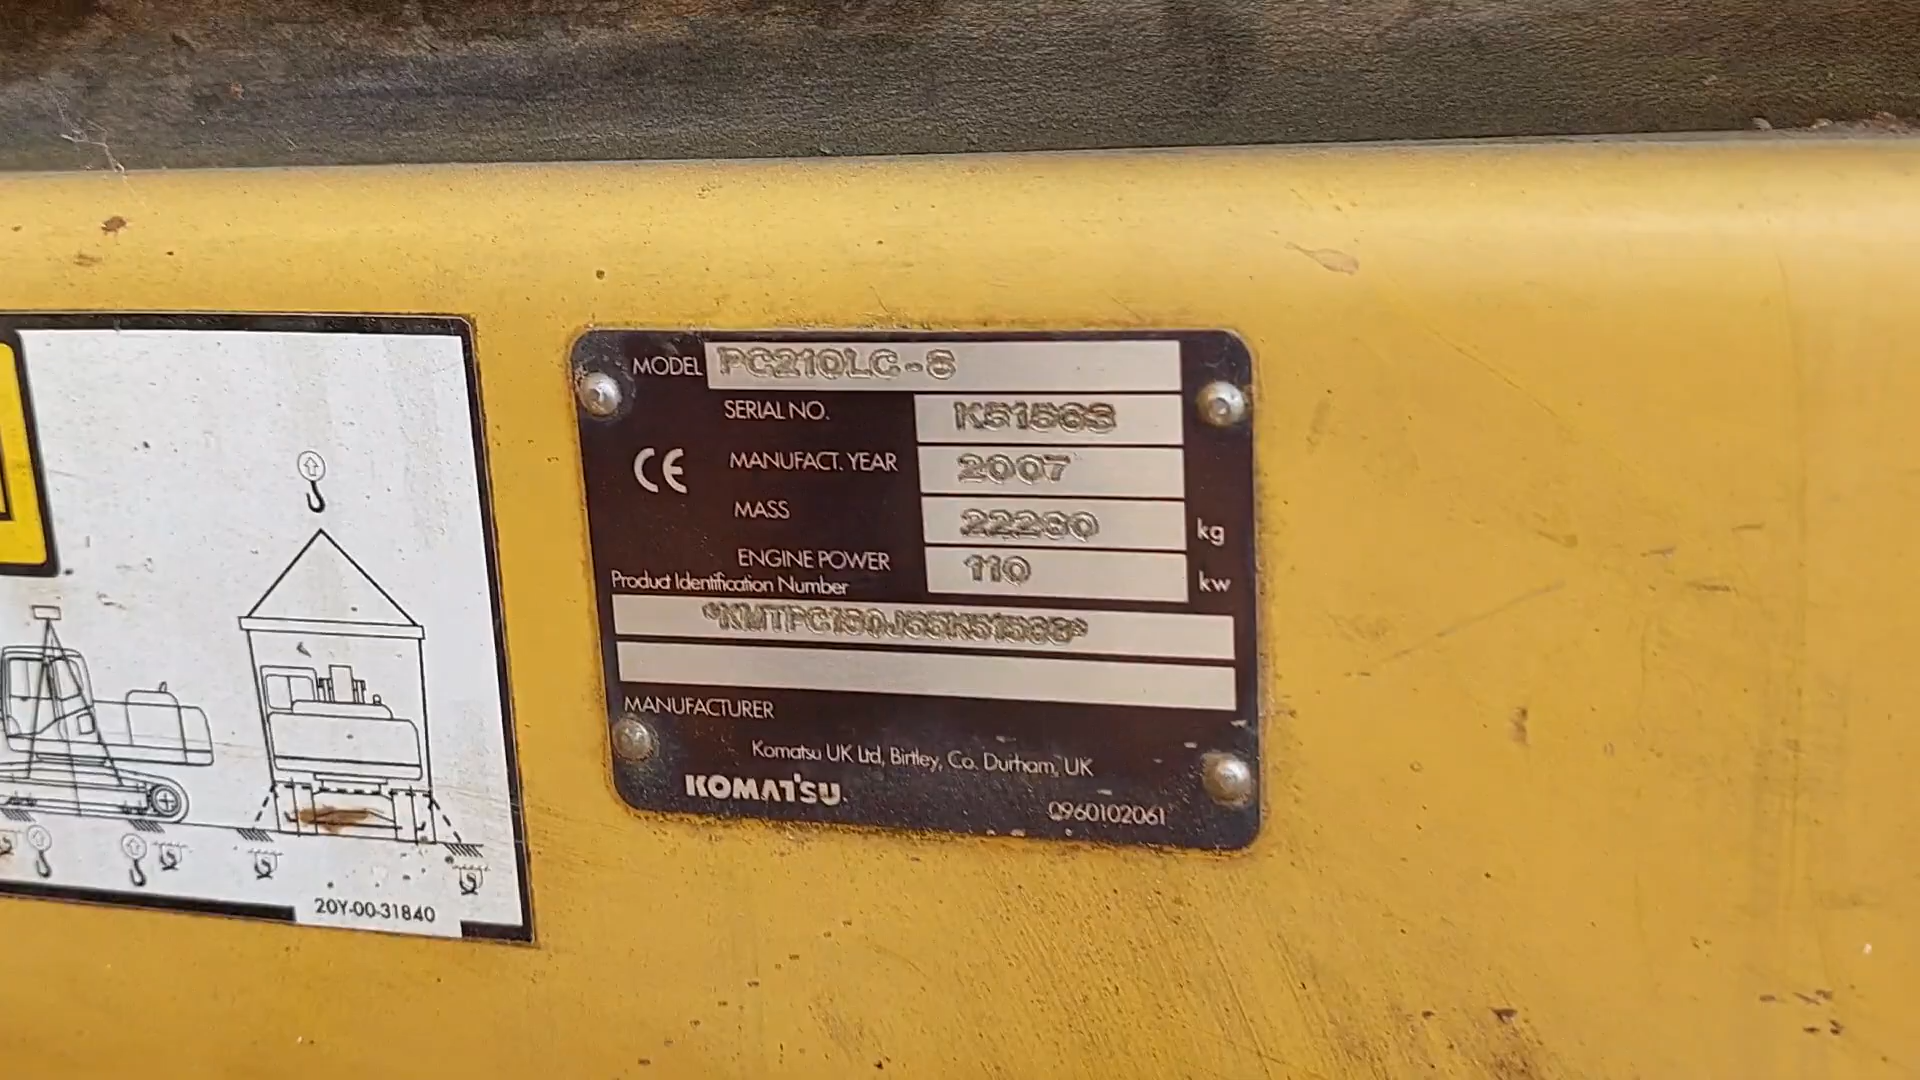 MODEL PC210LC-8
SERIAL NO. K51563
MANUFACT. YEAR 2007
CE
MASS 22230 kg
ENGINE POWER 110 kw
Product Identification Number
MANUFACTURER
Komatsu UK Ltd, Birtley, Co. Durham, UK
KOMATSU
0960102061
20Y-00-31840